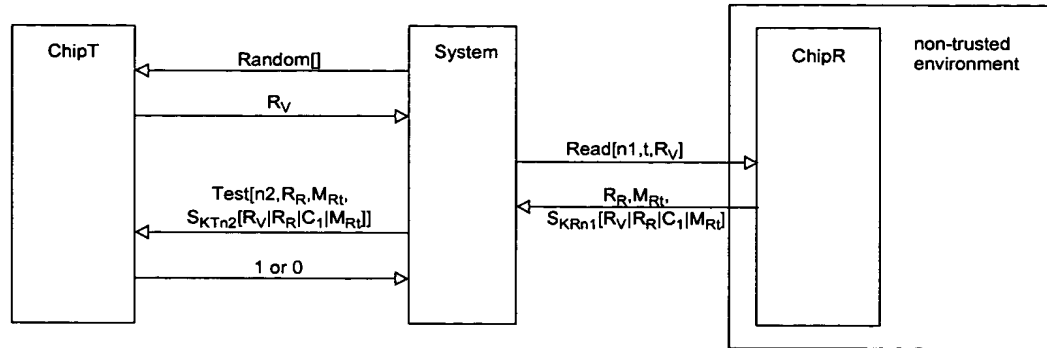 ChipT
System
ChipR
non-trusted
environment
Random[]
R_V
Read[n1,t,R_V]
Test[n2,R_R,M_Rt,
S_KTn2[R_V|R_R|C_1|M_Rt]]
R_R,M_Rt,
S_KRn1[R_V|R_R|C_1|M_Rt]
1 or 0